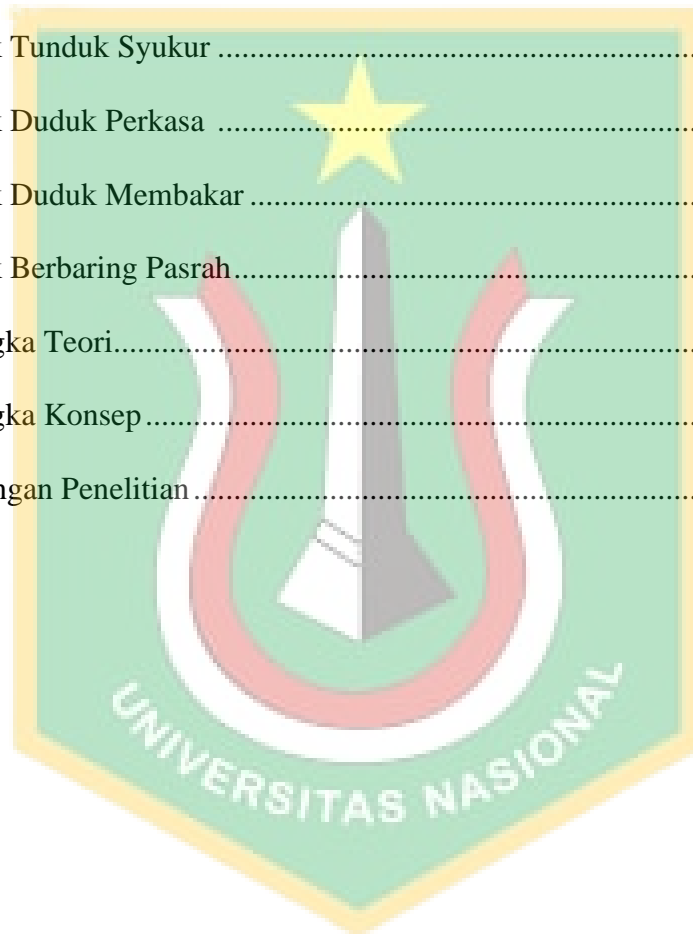 Tunduk Syukur ................................................................
Duduk Perkasa ................................................................
Duduk Membakar ............................................................
Berbaring Pasrah.............................................................
gka Teori............................................................................
gka Konsep........................................................................
ngan Penelitian..................................................................
UNIVERSITAS NASIONAL